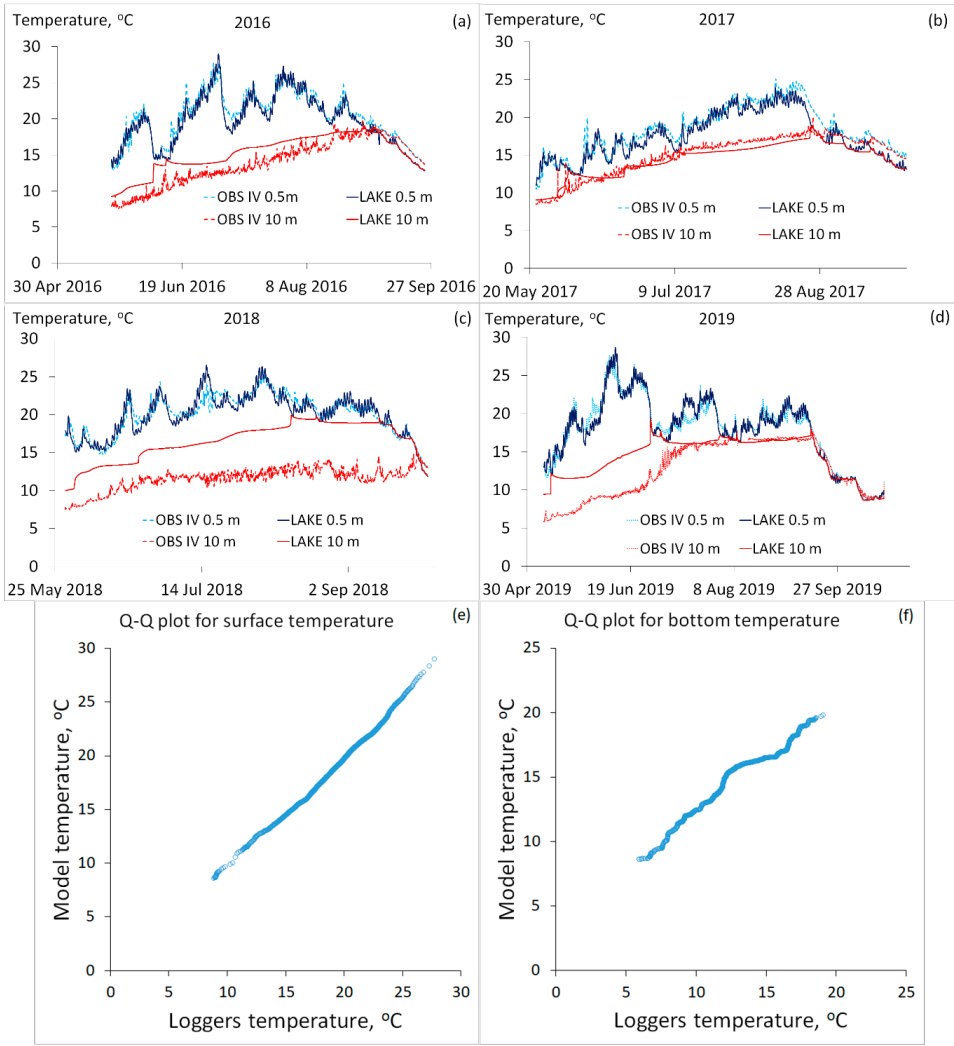 Temperature, ºC 2016 (a)
30
25
20
15
10
5
0
OBS IV 0.5m LAKE 0.5 m
OBS IV 10 m LAKE 10 m
30 Apr 2016 19 Jun 2016 8 Aug 2016 27 Sep 2016
Temperature, ºC 2017 (b)
30
25
20
15
10
5
0
OBS IV 0.5 m LAKE 0.5 m
OBS IV 10 m LAKE 10 m
20 May 2017 9 Jul 2017 28 Aug 2017
Temperature, ºC 2018 (c)
30
25
20
15
10
5
0
OBS IV 0.5 m LAKE 0.5 m
OBS IV 10 m LAKE 10 m
25 May 2018 14 Jul 2018 2 Sep 2018
Temperature, ºC 2019 (d)
30
25
20
15
10
5
0
OBS IV 0.5 m LAKE 0.5 m
OBS IV 10 m LAKE 10 m
30 Apr 2019 19 Jun 2019 8 Aug 2019 27 Sep 2019
Q-Q plot for surface temperature (e)
Model temperature, ºC
30
25
20
15
10
5
0
0 5 10 15 20 25 30
Loggers temperature, ºC
Q-Q plot for bottom temperature (f)
Model temperature, ºC
25
20
15
10
5
0
0 5 10 15 20 25
Loggers temperature, ºC